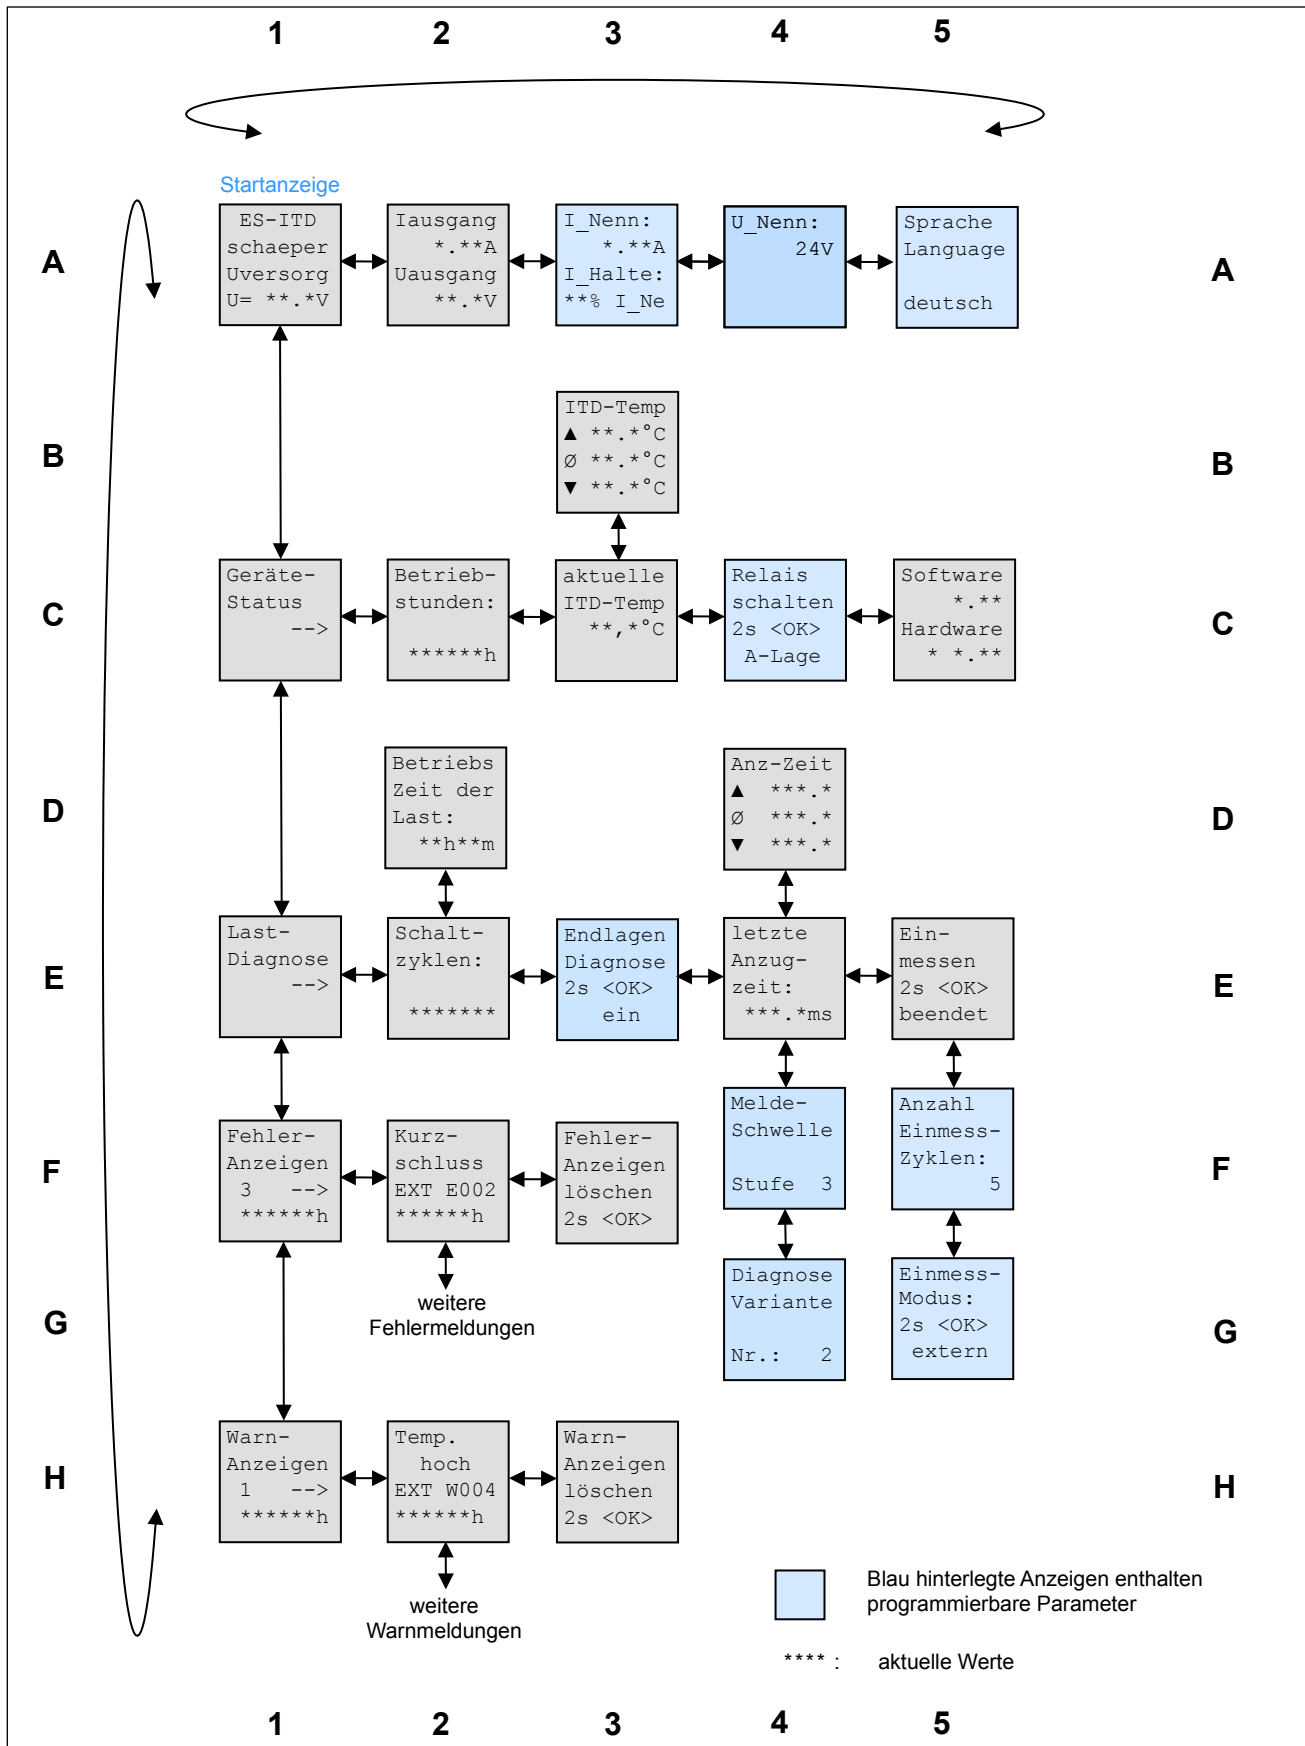 1 2 3 4 5
Startanzeige
A
ES-ITD
schaeper
Uversorg
U= **.*V
Iausgang
*.**A
Uausgang
**.*V
I_Nenn:
*.**A
I_Halte:
**% I_Ne
U_Nenn:
24V
Sprache
Language
deutsch
A
B
ITD-Temp
▲ **.*°C
Ø **.*°C
▼ **.*°C
B
C
Geräte-
Status
-->
Betrieb-
stunden:
******h
aktuelle
ITD-Temp
**,*°C
Relais
schalten
2s <OK>
A-Lage
Software
*.**
Hardware
* *.**
C
D
Betriebs
Zeit der
Last:
**h**m
Anz-Zeit
▲ ***.*
Ø ***.*
▼ ***.*
D
E
Last-
Diagnose
-->
Schalt-
zyklen:
*******
Endlagen
Diagnose
2s <OK>
ein
letzte
Anzug-
zeit:
***.*ms
Ein-
messen
2s <OK>
beendet
E
F
Fehler-
Anzeigen
3 -->
******h
Kurz-
schluss
EXT E002
******h
Fehler-
Anzeigen
löschen
2s <OK>
Melde-
Schwelle
Stufe 3
Anzahl
Einmess-
Zyklen:
5
F
G
weitere
Fehlermeldungen
Diagnose
Variante
Nr.: 2
Einmess-
Modus:
2s <OK>
extern
G
H
Warn-
Anzeigen
1 -->
******h
Temp.
hoch
EXT W004
******h
Warn-
Anzeigen
löschen
2s <OK>
H
weitere
Warnmeldungen
Blau hinterlegte Anzeigen enthalten
programmierbare Parameter
**** : aktuelle Werte
1 2 3 4 5